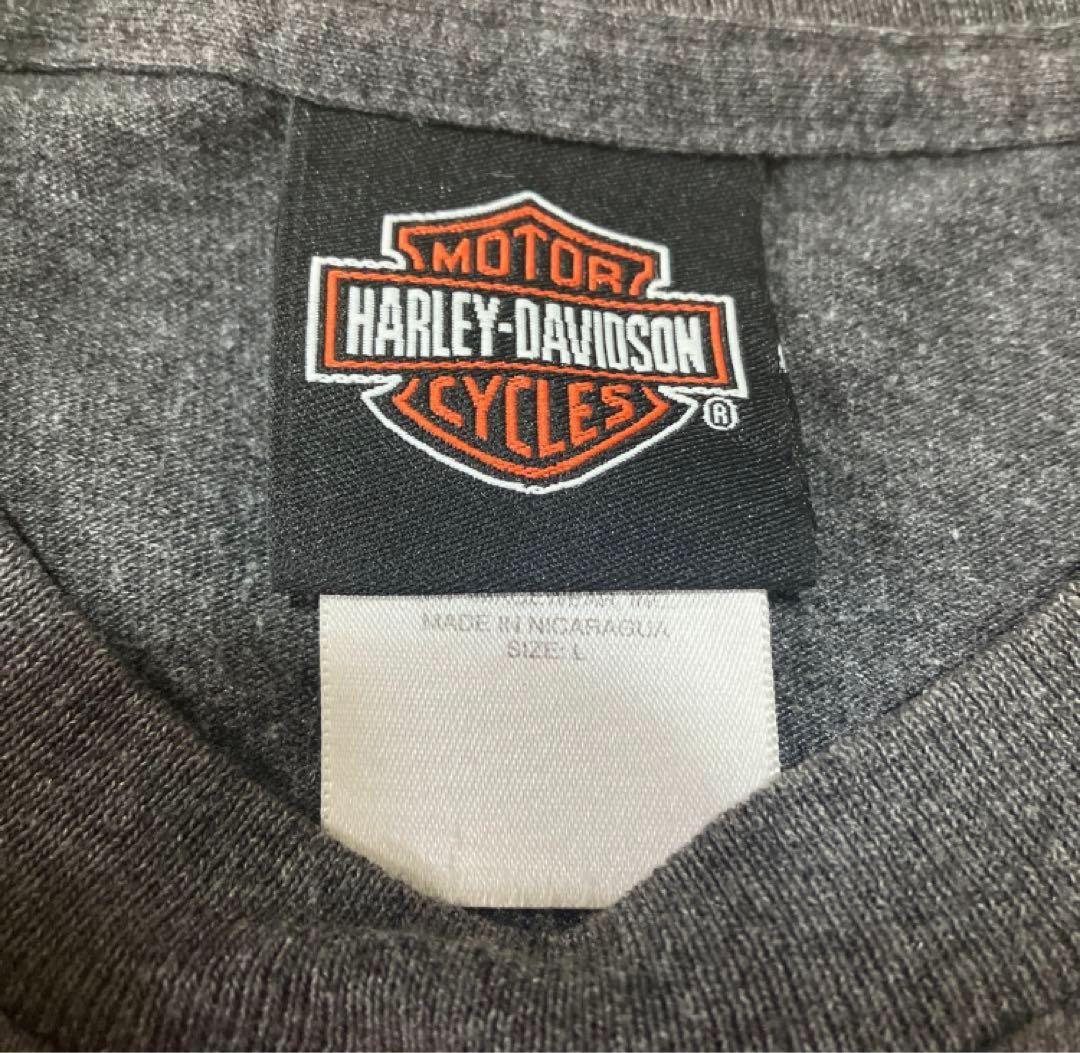 MOTOR
HARLEY-DAVIDSON
CYCLES
®
MADE IN NICARAGUA
SIZE: L